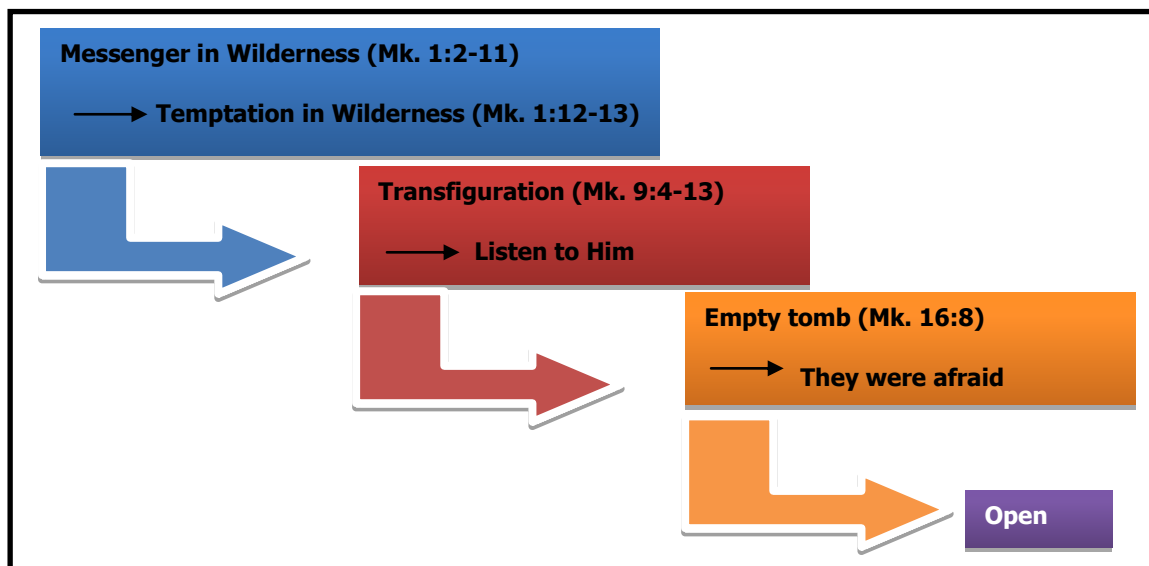 Messenger in Wilderness (Mk. 1:2-11)
Temptation in Wilderness (Mk. 1:12-13)
Transfiguration (Mk. 9:4-13)
Listen to Him
Empty tomb (Mk. 16:8)
They were afraid
Open